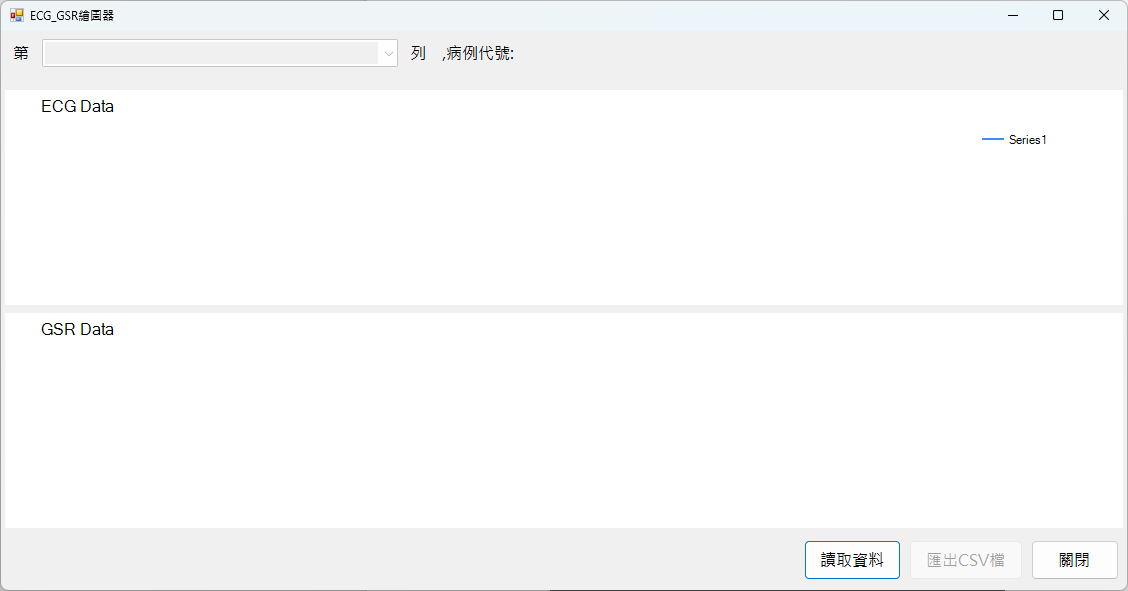 ECG_GSR繪圖器
第 列 ,病例代號:
ECG Data
Series1
GSR Data
讀取資料 匯出CSV檔 關閉